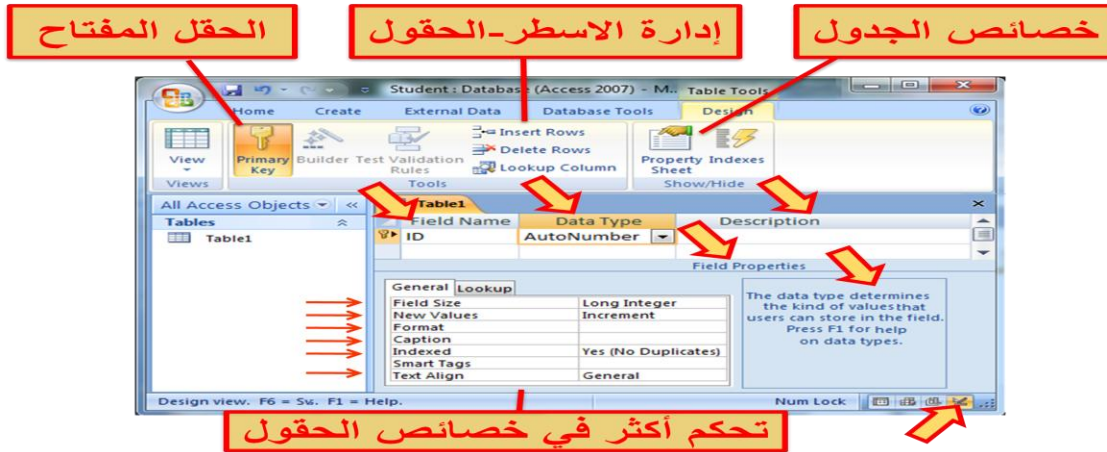 خصائص الجدول
إدارة الاسطر-الحقول
الحقل المفتاح
Student : Database (Access 2007) - M..
Table Tools
Home Create External Data Database Tools Design
View
Primary Key
Builder
Test Validation Rules
Insert Rows
Delete Rows
Lookup Column
Property Sheet
Indexes
Views
Tools
Show/Hide
All Access Objects
Tables
Table1
Table1
Field Name Data Type Description
ID AutoNumber
Field Properties
General Lookup
Field Size Long Integer
New Values Increment
Format
Caption
Indexed Yes (No Duplicates)
Smart Tags
Text Align General
The data type determines
the kind of values that
users can store in the field.
Press F1 for help
on data types.
Design view. F6 = Sw. F1 = Help.
Num Lock
تحكم أكثر في خصائص الحقول